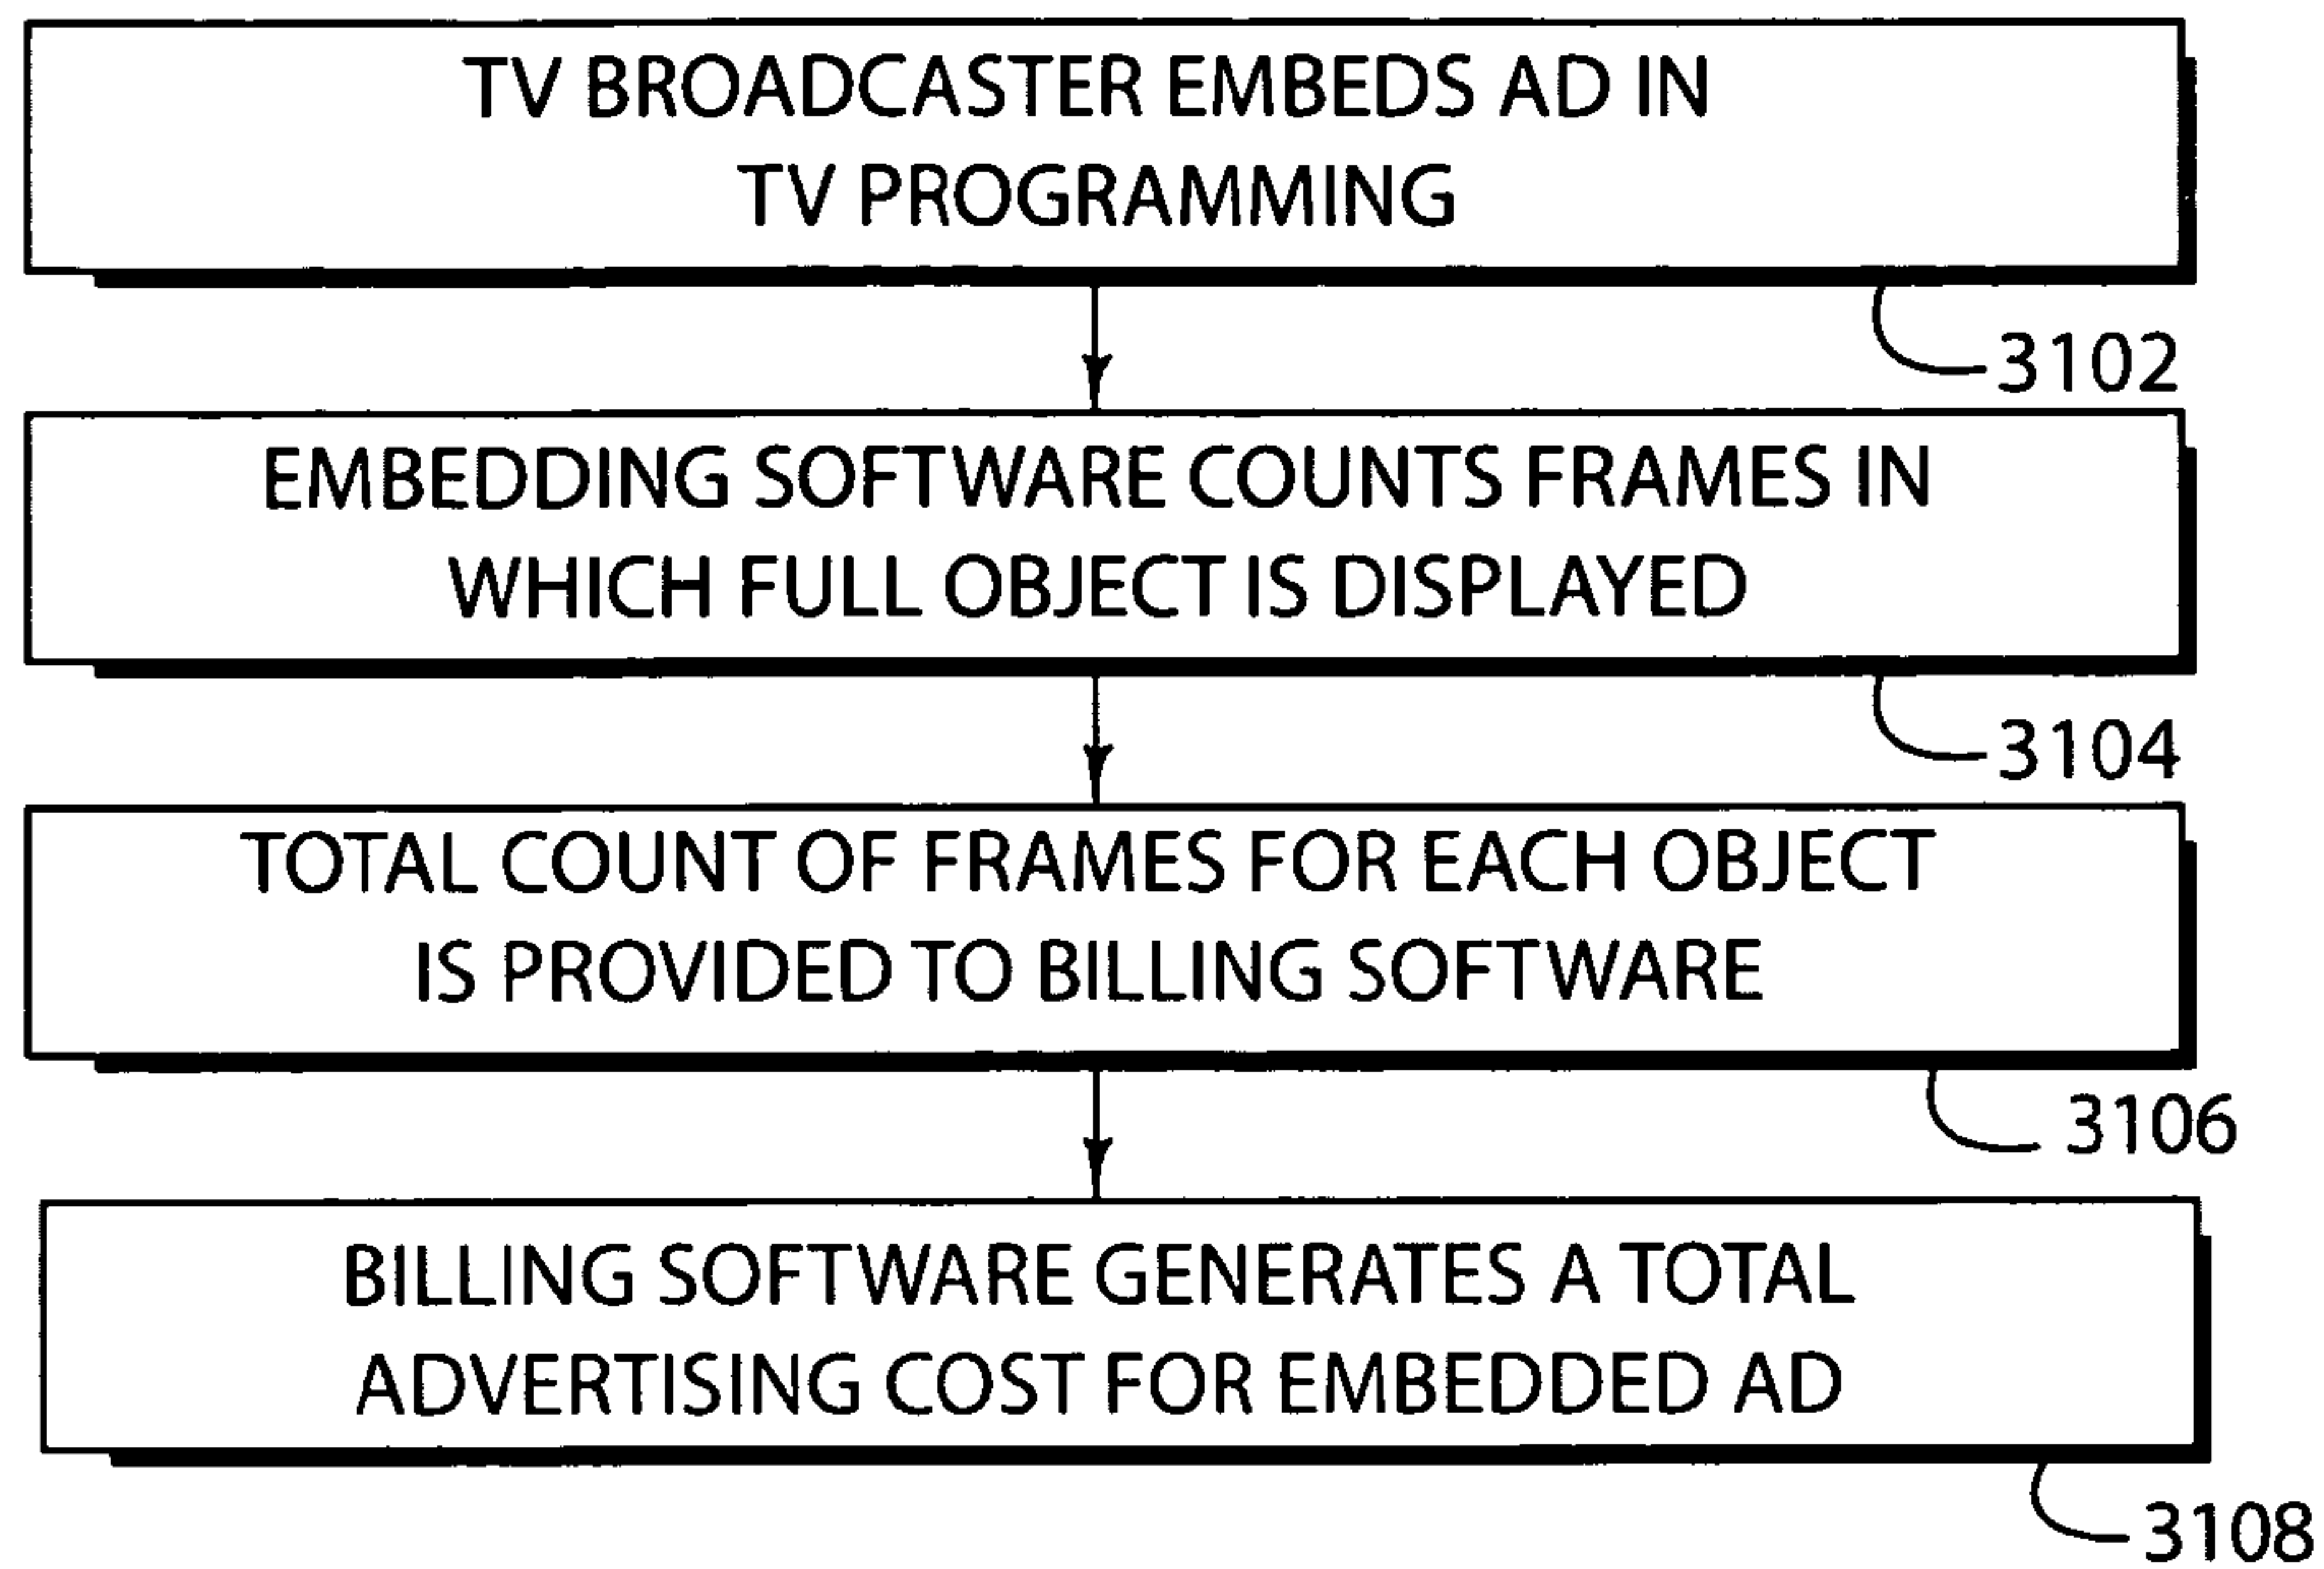 TV BROADCASTER EMBEDS AD IN
TV PROGRAMMING
3102
EMBEDDING SOFTWARE COUNTS FRAMES IN
WHICH FULL OBJECT IS DISPLAYED
3104
TOTAL COUNT OF FRAMES FOR EACH OBJECT
IS PROVIDED TO BILLING SOFTWARE
3106
BILLING SOFTWARE GENERATES A TOTAL
ADVERTISING COST FOR EMBEDDED AD
3108